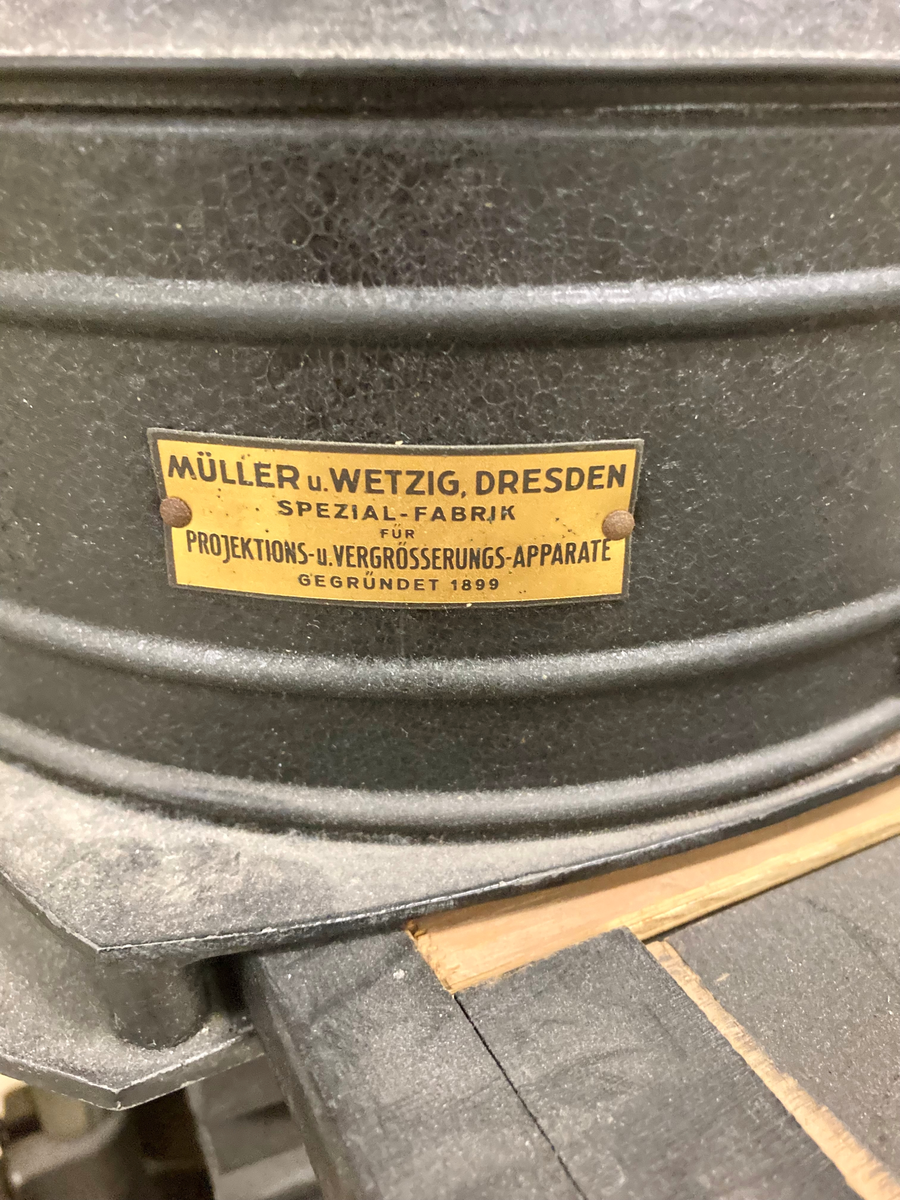 MÜLLER u. WETZIG, DRESDEN
SPEZIAL-FABRIK
FÜR
PROJEKTIONS- u. VERGRÖSSERUNGS-APPARATE
GEGRÜNDET 1899